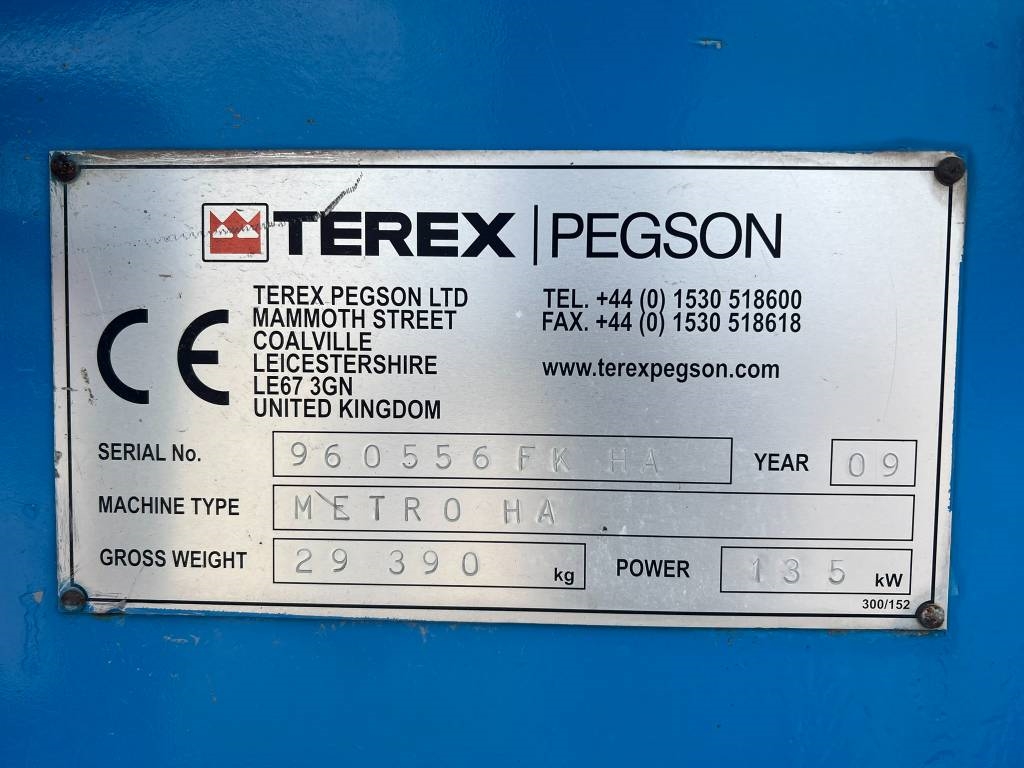 TEREX | PEGSON
TEREX PEGSON LTD
MAMMOTH STREET
COALVILLE
LEICESTERSHIRE
LE67 3GN
UNITED KINGDOM
TEL. +44 (0) 1530 518600
FAX. +44 (0) 1530 518618
www.terexpegson.com
CE
SERIAL No. 960556FK HA YEAR 09
MACHINE TYPE METRO HA
GROSS WEIGHT 29 390 kg POWER 135 kW
300/152